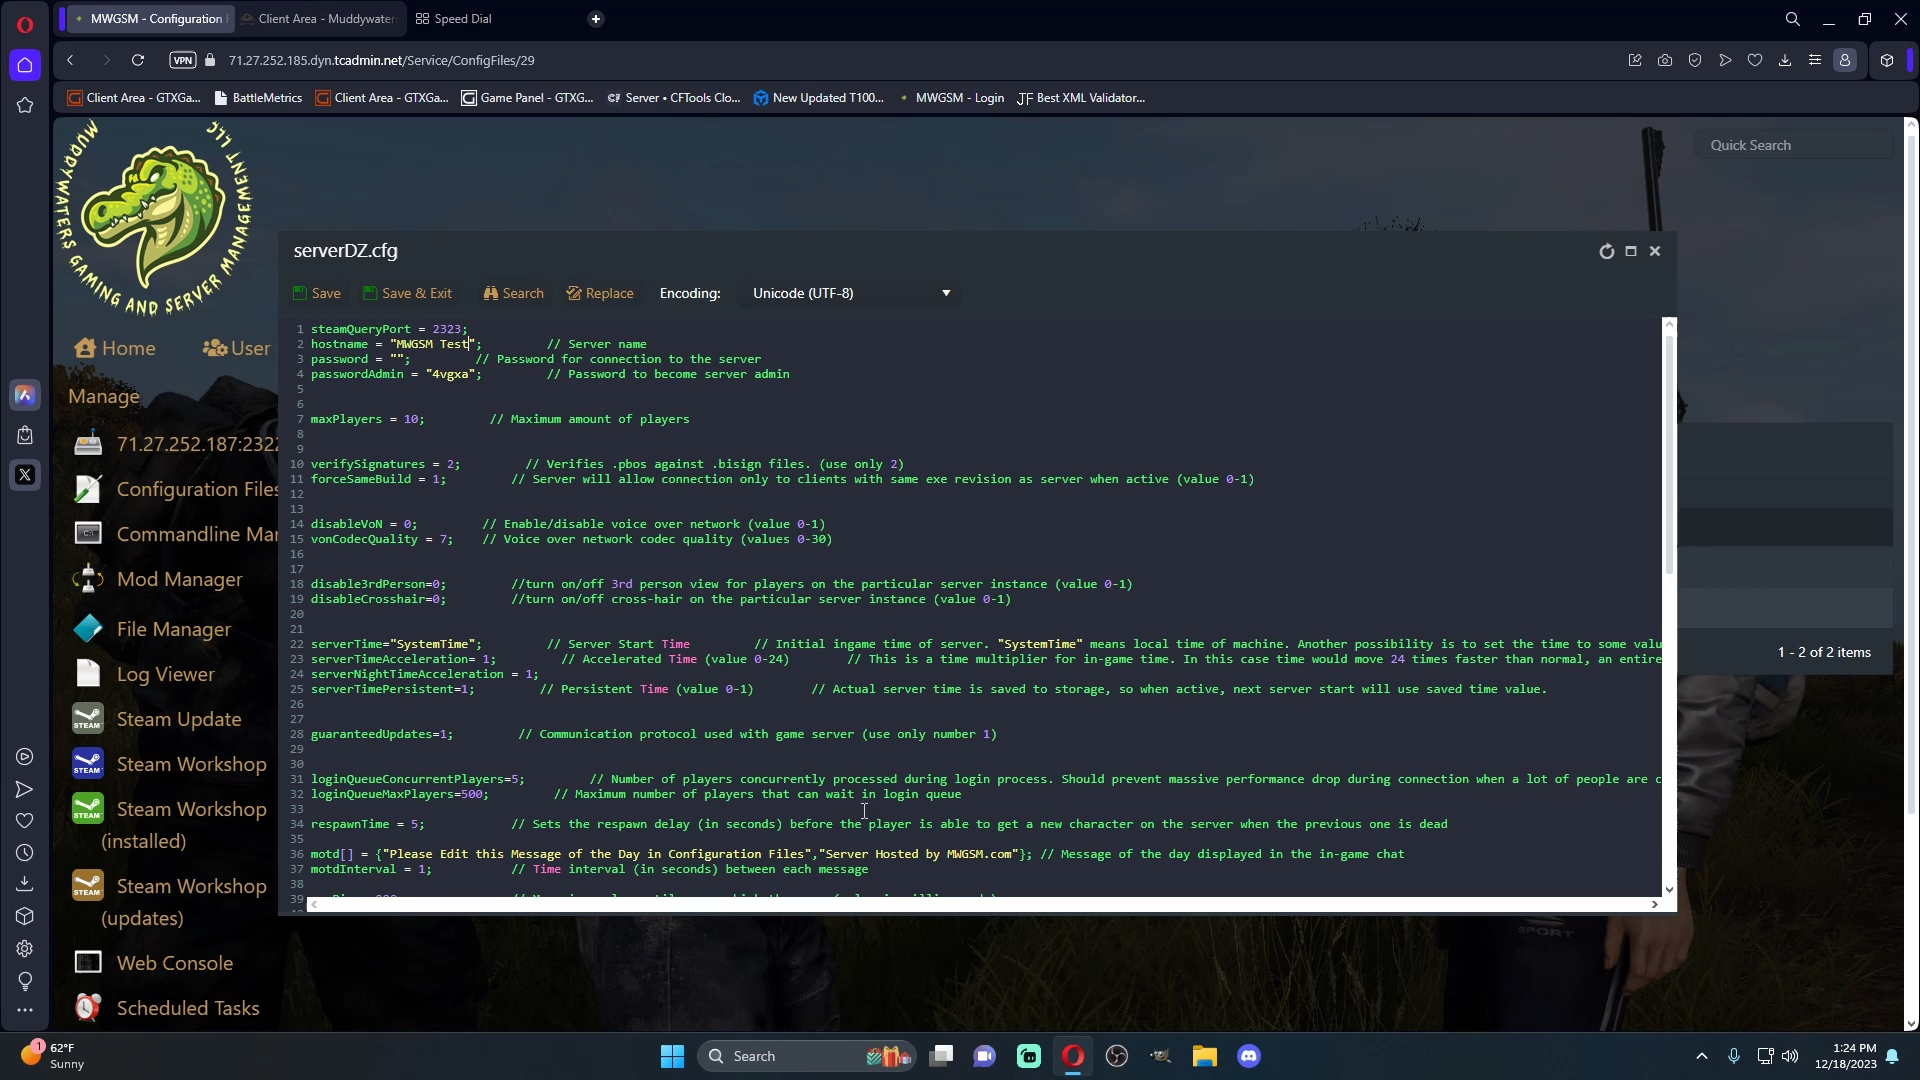 MWGSM - Configuration
Client Area - Muddywater
Speed Dial
VPN
71.27.252.185.dyn.tcadmin.net/Service/ConfigFiles/29
Client Area - GTXGa...
BattleMetrics
Client Area - GTXGa...
Game Panel - GTXG...
Server • CFTools Clo...
New Updated T100...
MWGSM - Login
JF Best XML Validator...
MUDDYWATERS GAMING AND SERVER MANAGEMENT LLC
Quick Search
serverDZ.cfg
Save
Save & Exit
Search
Replace
Encoding:
Unicode (UTF-8)
Home
User
Manage
71.27.252.187:2322
Configuration Files
Commandline Man
Mod Manager
File Manager
Log Viewer
Steam Update
Steam Workshop
Steam Workshop
(installed)
Steam Workshop
(updates)
Web Console
Scheduled Tasks
1 steamQueryPort = 2323;
2 hostname = "MWGSM Test"; // Server name
3 password = ""; // Password for connection to the server
4 passwordAdmin = "4vgxa"; // Password to become server admin
5
6
7 maxPlayers = 10; // Maximum amount of players
8
9
10 verifySignatures = 2; // Verifies .pbos against .bisign files. (use only 2)
11 forceSameBuild = 1; // Server will allow connection only to clients with same exe revision as server when active (value 0-1)
12
13
14 disableVoN = 0; // Enable/disable voice over network (value 0-1)
15 vonCodecQuality = 7; // Voice over network codec quality (values 0-30)
16
17
18 disable3rdPerson=0; //turn on/off 3rd person view for players on the particular server instance (value 0-1)
19 disableCrosshair=0; //turn on/off cross-hair on the particular server instance (value 0-1)
20
21
22 serverTime="SystemTime"; // Server Start Time // Initial ingame time of server. "SystemTime" means local time of machine. Another possibility is to set the time to some valu
23 serverTimeAcceleration= 1; // Accelerated Time (value 0-24) // This is a time multiplier for in-game time. In this case time would move 24 times faster than normal, an entire
24 serverNightTimeAcceleration = 1;
25 serverTimePersistent=1; // Persistent Time (value 0-1) // Actual server time is saved to storage, so when active, next server start will use saved time value.
26
27
28 guaranteedUpdates=1; // Communication protocol used with game server (use only number 1)
29
30
31 loginQueueConcurrentPlayers=5; // Number of players concurrently processed during login process. Should prevent massive performance drop during connection when a lot of people are c
32 loginQueueMaxPlayers=500; // Maximum number of players that can wait in login queue
33
34 respawnTime = 5; // Sets the respawn delay (in seconds) before the player is able to get a new character on the server when the previous one is dead
35
36 motd[] = {"Please Edit this Message of the Day in Configuration Files","Server Hosted by MWGSM.com"}; // Message of the day displayed in the in-game chat
37 motdInterval = 1; // Time interval (in seconds) between each message
38
39
1 - 2 of 2 items
SPORT
1
62°F
Sunny
Search
1:24 PM
12/18/2023